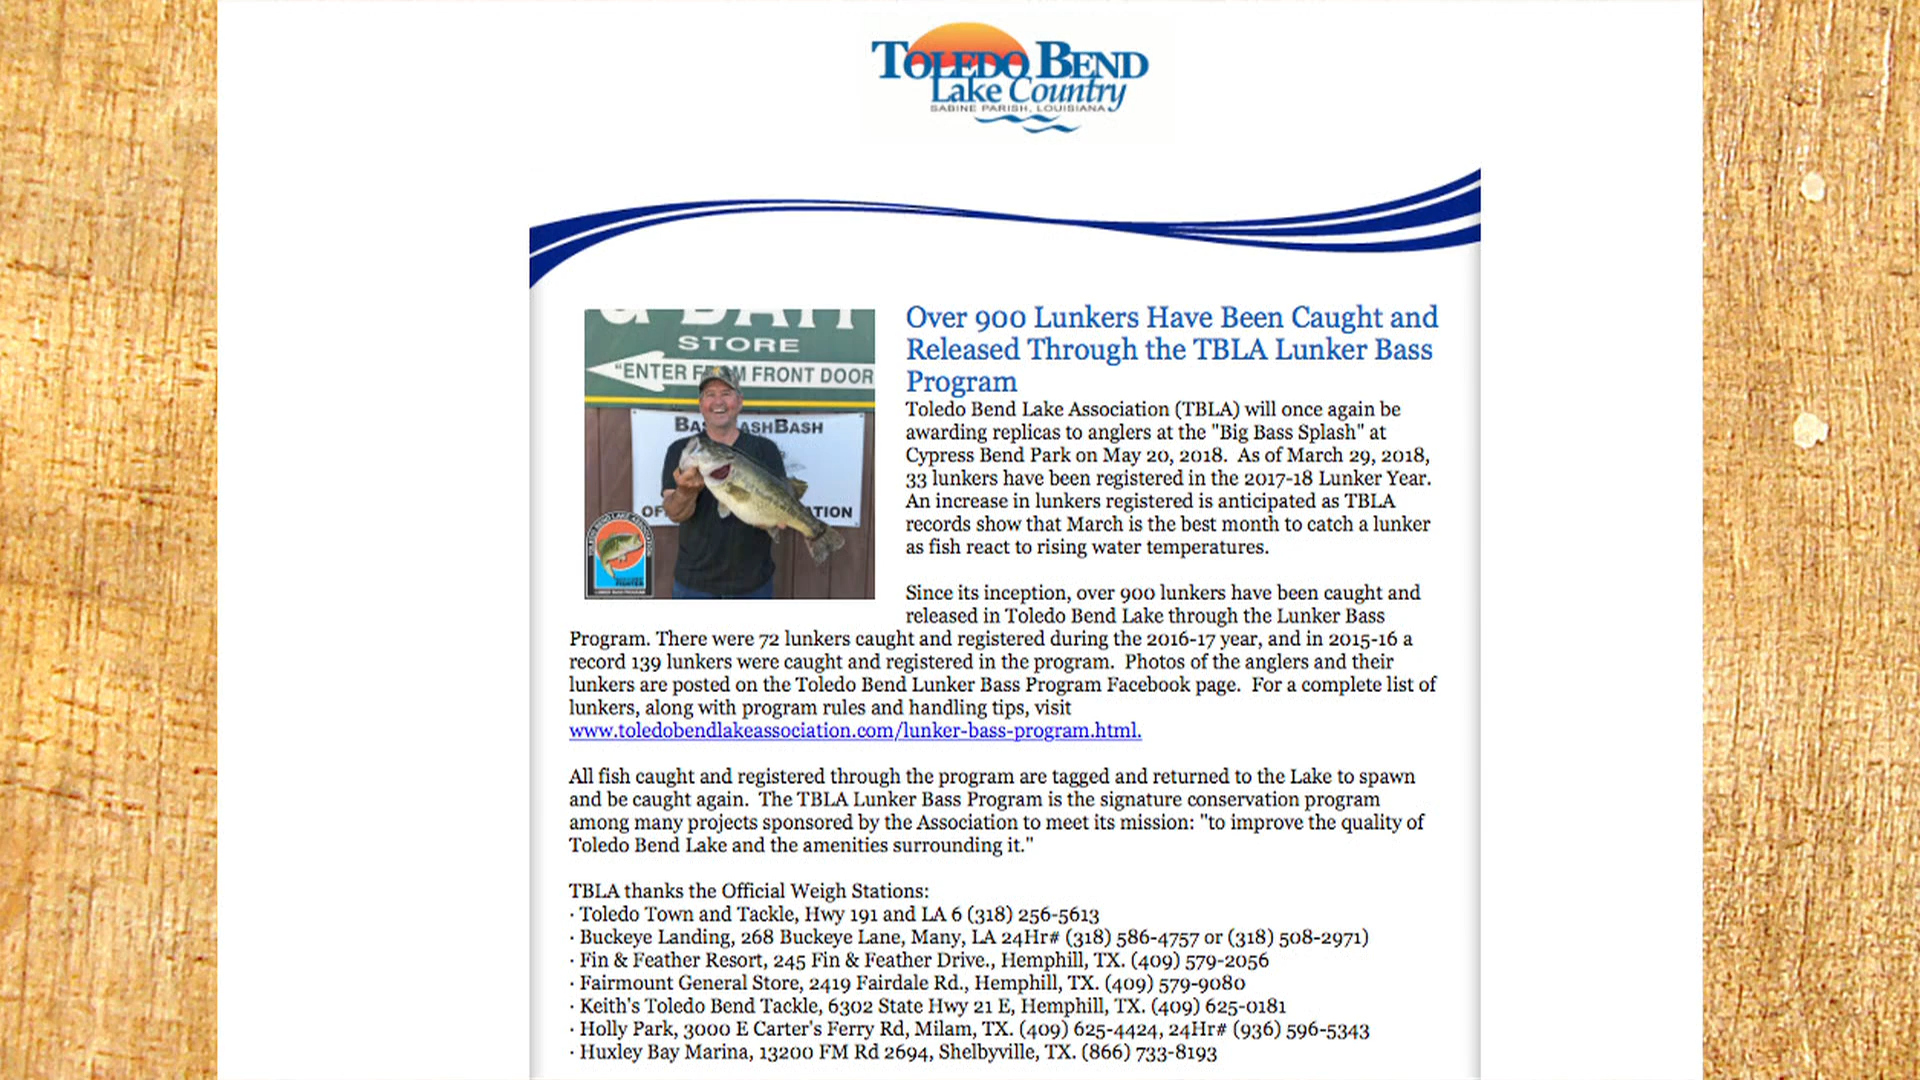 TOLEDO BEND
Lake Country
SABINE PARISH, LOUISIANA
& BAIT
STORE
"ENTER FROM FRONT DOOR
Over 900 Lunkers Have Been Caught and
Released Through the TBLA Lunker Bass
Program
Toledo Bend Lake Association (TBLA) will once again be
awarding replicas to anglers at the "Big Bass Splash" at
Cypress Bend Park on May 20, 2018.  As of March 29, 2018,
33 lunkers have been registered in the 2017-18 Lunker Year.
An increase in lunkers registered is anticipated as TBLA
records show that March is the best month to catch a lunker
as fish react to rising water temperatures.
Since its inception, over 900 lunkers have been caught and
released in Toledo Bend Lake through the Lunker Bass
Program. There were 72 lunkers caught and registered during the 2016-17 year, and in 2015-16 a
record 139 lunkers were caught and registered in the program.  Photos of the anglers and their
lunkers are posted on the Toledo Bend Lunker Bass Program Facebook page.  For a complete list of
lunkers, along with program rules and handling tips, visit
www.toledobendlakeassociation.com/lunker-bass-program.html.
All fish caught and registered through the program are tagged and returned to the Lake to spawn
and be caught again.  The TBLA Lunker Bass Program is the signature conservation program
among many projects sponsored by the Association to meet its mission: "to improve the quality of
Toledo Bend Lake and the amenities surrounding it."
TBLA thanks the Official Weigh Stations:
· Toledo Town and Tackle, Hwy 191 and LA 6 (318) 256-5613
· Buckeye Landing, 268 Buckeye Lane, Many, LA 24Hr# (318) 586-4757 or (318) 508-2971)
· Fin & Feather Resort, 245 Fin & Feather Drive., Hemphill, TX. (409) 579-2056
· Fairmount General Store, 2419 Fairdale Rd., Hemphill, TX. (409) 579-9080
· Keith's Toledo Bend Tackle, 6302 State Hwy 21 E, Hemphill, TX. (409) 625-0181
· Holly Park, 3000 E Carter's Ferry Rd, Milam, TX. (409) 625-4424, 24Hr# (936) 596-5343
· Huxley Bay Marina, 13200 FM Rd 2694, Shelbyville, TX. (866) 733-8193